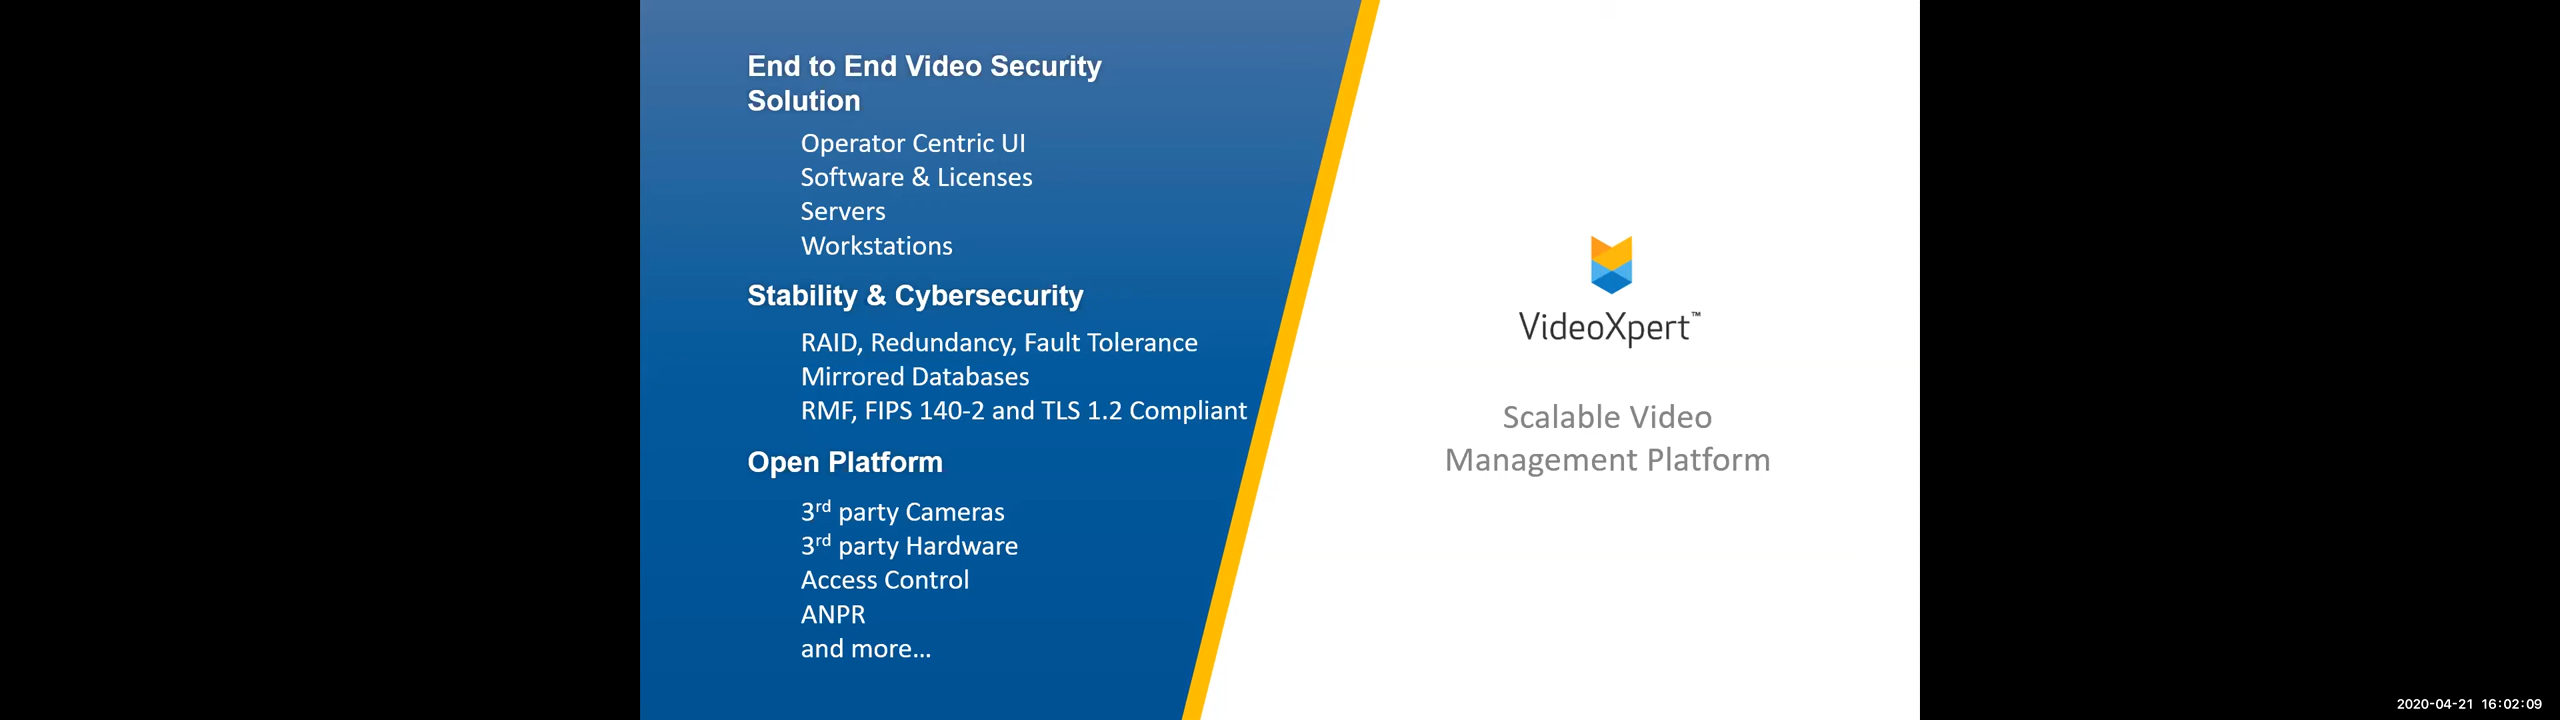 End to End Video Security
Solution
Operator Centric UI
Software & Licenses
Servers
Workstations
Stability & Cybersecurity
RAID, Redundancy, Fault Tolerance
Mirrored Databases
RMF, FIPS 140-2 and TLS 1.2 Compliant
Open Platform
3rd party Cameras
3rd party Hardware
Access Control
ANPR
and more...
VideoXpert™
Scalable Video
Management Platform
2020-04-21 16:02:09